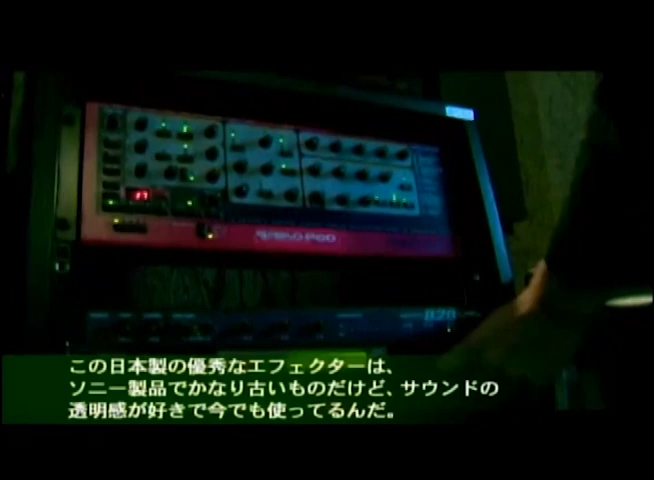 37
D20
この日本製の優秀なエフェクターは、
ソニー製品でかなり古いものだけど、サウンドの
透明感が好きで今でも使ってるんだ。